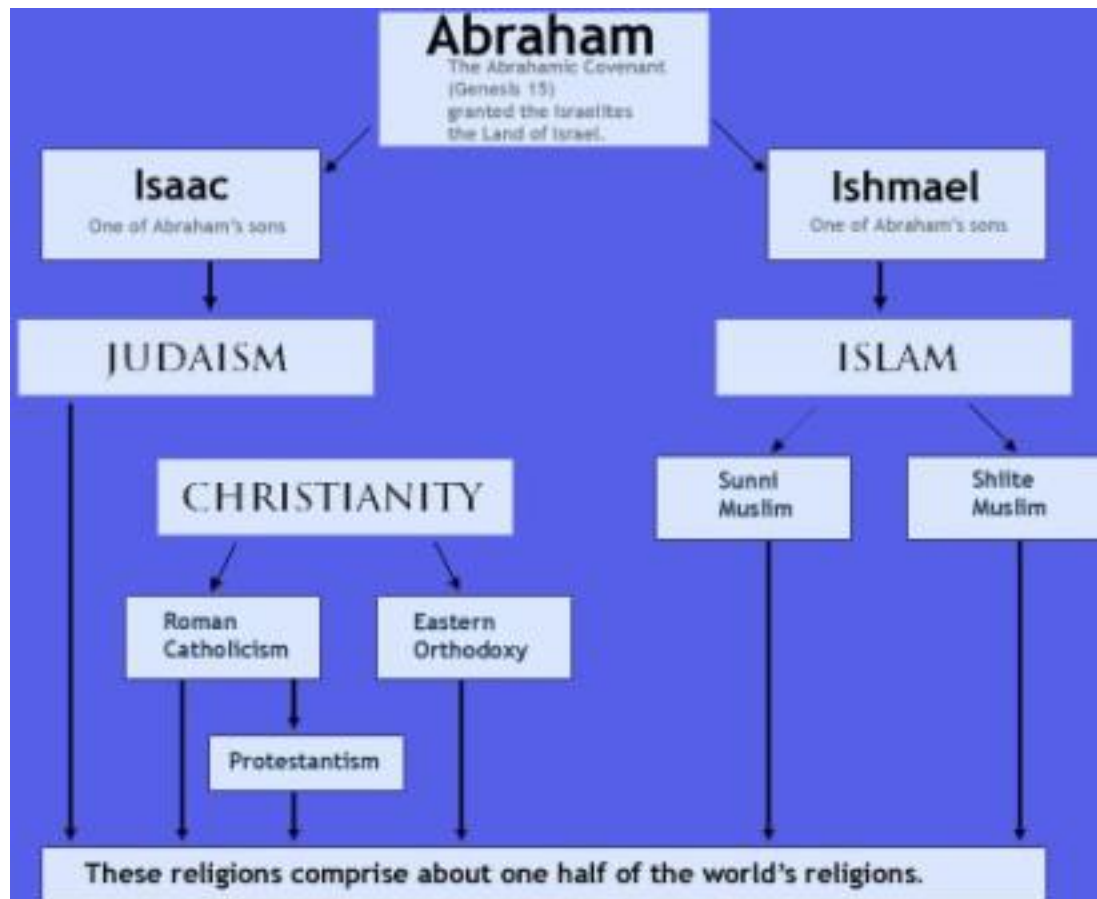 Abraham
The Abrahamic Covenant
(Genesis 15)
granted the Israelites
the Land of Israel.
Isaac
One of Abraham's sons
Ishmael
One of Abraham's sons
JUDAISM
ISLAM
CHRISTIANITY
Sunni
Muslim
Shiite
Muslim
Roman
Catholicism
Eastern
Orthodoxy
Protestantism
These religions comprise about one half of the world's religions.